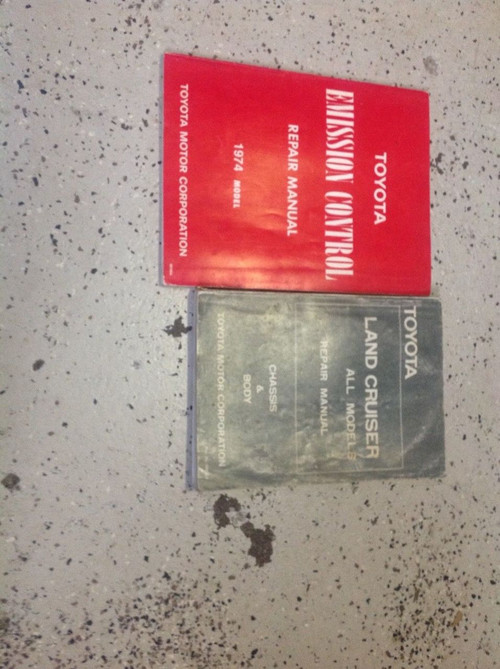 TOYOTA
EMISSION CONTROL
REPAIR MANUAL
1974 MODEL
TOYOTA MOTOR CORPORATION
TOYOTA
LAND CRUISER
ALL MODELS
REPAIR MANUAL
CHASSIS
&
BODY
TOYOTA MOTOR CORPORATION